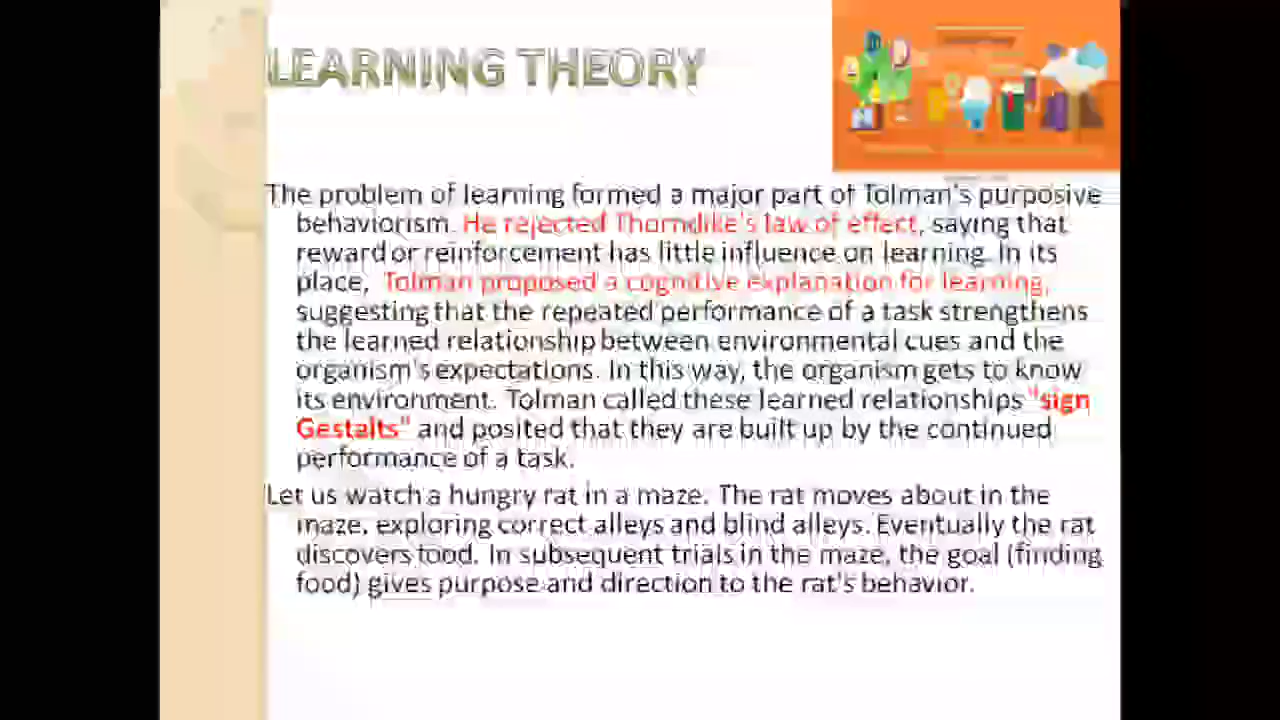 LEARNING THEORY
The problem of learning formed a major part of Tolman's purposive
behaviorism. He rejected Thorndike's law of effect, saying that
reward or reinforcement has little influence on learning. In its
place, Tolman proposed a cognitive explanation for learning,
suggesting that the repeated performance of a task strengthens
the learned relationship between environmental cues and the
organism's expectations. In this way, the organism gets to know
its environment. Tolman called these learned relationships "sign
Gestalts" and posited that they are built up by the continued
performance of a task.
Let us watch a hungry rat in a maze. The rat moves about in the
maze, exploring correct alleys and blind alleys. Eventually the rat
discovers food. In subsequent trials in the maze, the goal (finding
food) gives purpose and direction to the rat's behavior.